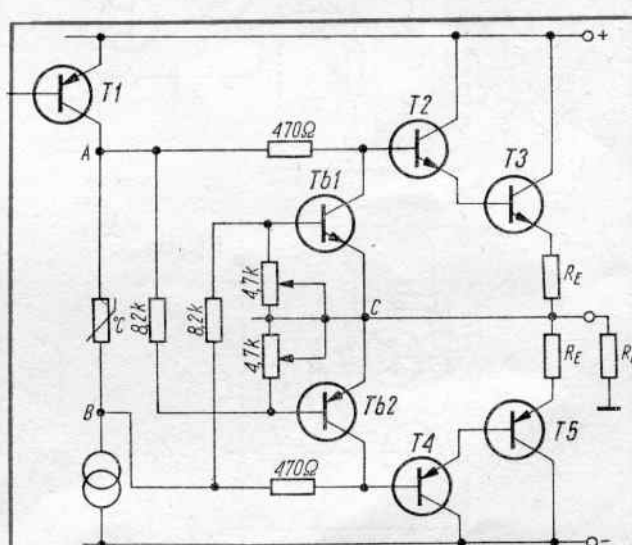 +
T1
T2
470Ω
A
T3
Tb1
4,7k
R_E
8,2k
8,2k
C
°C
4,7k
R_E
B
Tb2
T5
470Ω
T4
-